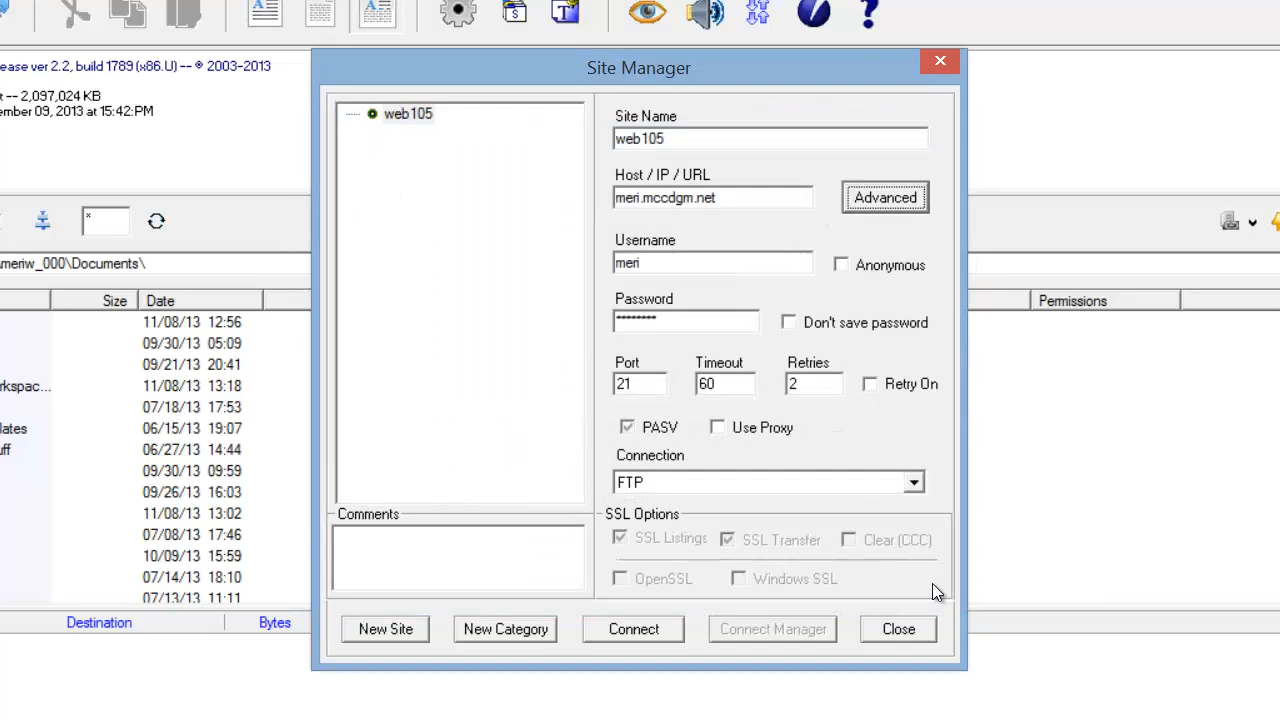 Site Manager
ease ver 2.2, build 1789 (x86.U) -- ® 2003-2013
t -- 2,097,024 KB
ember 09, 2013 at 15:42:PM
*
meriw_000\Documents\
Size Date
11/08/13 12:56
09/30/13 05:09
09/21/13 20:41
rkspac... 11/08/13 13:18
07/18/13 17:53
lates 06/15/13 19:07
ff 06/27/13 14:44
09/30/13 09:59
09/26/13 16:03
11/08/13 13:02
07/08/13 17:46
10/09/13 15:59
07/14/13 18:10
07/13/13 11:11
Destination Bytes
web105
Comments
Site Name
web105
Host / IP / URL
meri.mccdgm.net Advanced
Username
meri Anonymous
Password
******** Don't save password
Port Timeout Retries
21 60 2 Retry On
PASV Use Proxy
Connection
FTP
SSL Options
SSL Listings SSL Transfer Clear (CCC)
OpenSSL Windows SSL
New Site New Category Connect Connect Manager Close
Permissions